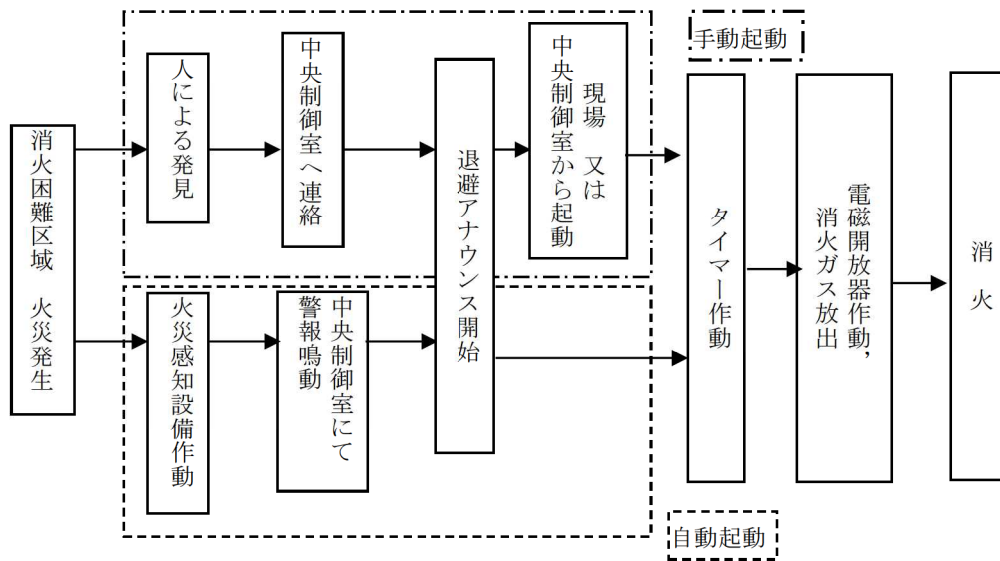 消火困難区域 火災発生
人による発見
中央制御室へ連絡
退避アナウンス開始
現場 又は
中央制御室から起動
手動起動
火災感知設備作動
中央制御室にて
警報鳴動
タイマー作動
電磁開放器作動，
消火ガス放出
消火
自動起動